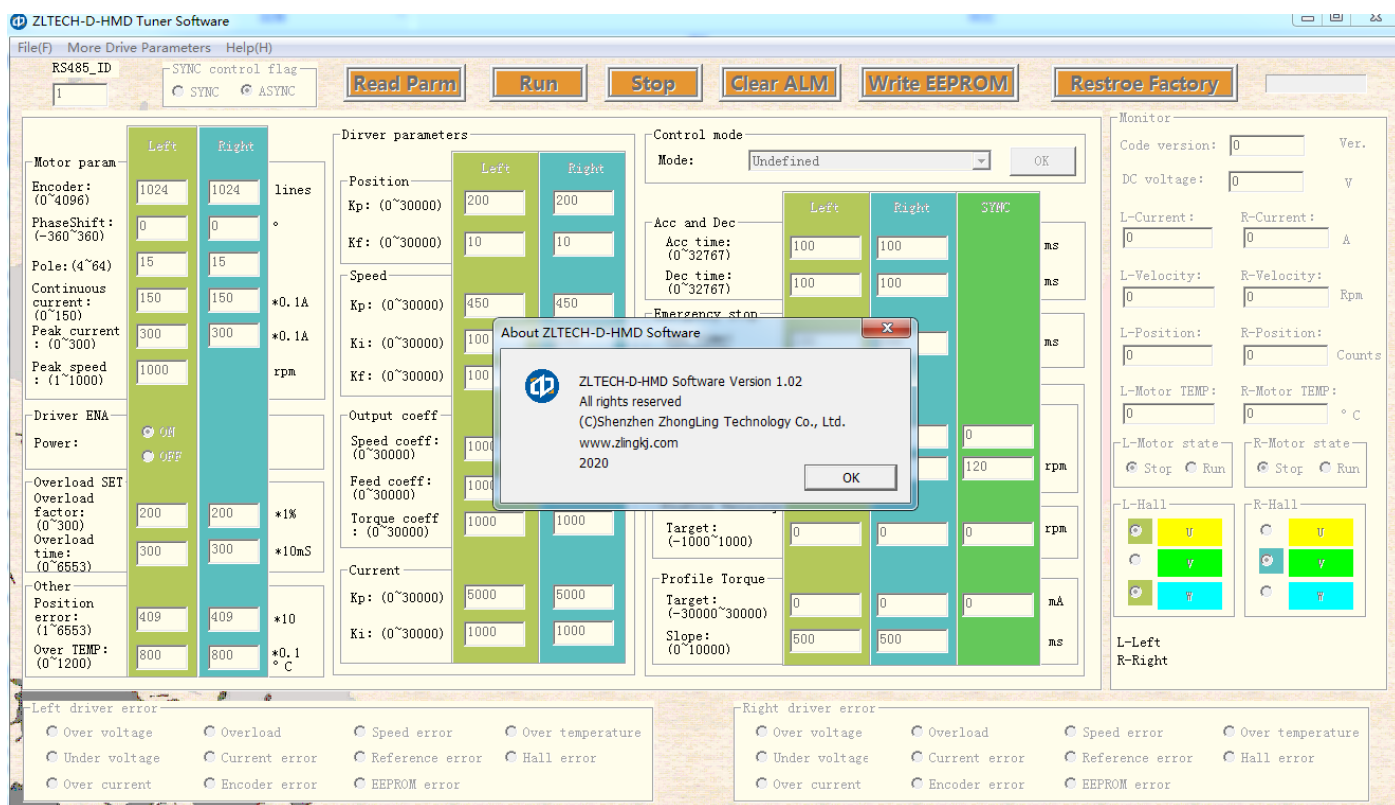 ZLTECH-D-HMD Tuner Software
File(F) More Drive Parameters Help(H)
RS485_ID
1
SYNC control flag
SYNC ASYNC
Read Parm Run Stop Clear ALM Write EEPROM Restroe Factory
Left Right
Motor param
Encoder: (0~4096) 1024 1024 lines
PhaseShift: (-360~360) 0 0 °
Pole:(4~64) 15 15
Continuous current: (0~150) 150 150 *0.1A
Peak current : (0~300) 300 300 *0.1A
Peak speed : (1~1000) 1000 rpm
Driver ENA
Power: ON
OFF
Overload SET
Overload factor: (0~300) 200 200 *1%
Overload time: (0~6553) 300 300 *10mS
Other
Position error: (1~6553) 409 409 *10
Over TEMP: (0~1200) 800 800 *0.1 °C
Dirver parameters
Left Right
Position
Kp: (0~30000) 200 200
Kf: (0~30000) 10 10
Speed
Kp: (0~30000) 450 450
Ki: (0~30000) 100
Kf: (0~30000) 100
Output coeff
Speed coeff: (0~30000) 1000
Feed coeff: (0~30000) 1000
Torque coeff : (0~30000) 1000 1000
Current
Kp: (0~30000) 5000 5000
Ki: (0~30000) 1000 1000
Control mode
Mode: Undefined OK
Left Right SYNC
Acc and Dec
Acc time: (0~32767) 100 100 ms
Dec time: (0~32767) 100 100 ms
Emergency stop
ms
0
120 rpm
Target: (-1000~1000) 0 0 0 rpm
Profile Torque
Target: (-30000~30000) 0 0 0 mA
Slope: (0~10000) 500 500 ms
About ZLTECH-D-HMD Software
ZLTECH-D-HMD Software Version 1.02
All rights reserved
(C)Shenzhen ZhongLing Technology Co., Ltd.
www.zlingkj.com
2020
OK
Monitor
Code version: 0 Ver.
DC voltage: 0 V
L-Current: R-Current:
0 0 A
L-Velocity: R-Velocity:
0 0 Rpm
L-Position: R-Position:
0 0 Counts
L-Motor TEMP: R-Motor TEMP:
0 0 °C
L-Motor state R-Motor state
Stop Run Stop Run
L-Hall R-Hall
U U
V V
W W
L-Left
R-Right
Left driver error
Over voltage Overload Speed error Over temperature
Under voltage Current error Reference error Hall error
Over current Encoder error EEPROM error
Right driver error
Over voltage Overload Speed error Over temperature
Under voltage Current error Reference error Hall error
Over current Encoder error EEPROM error